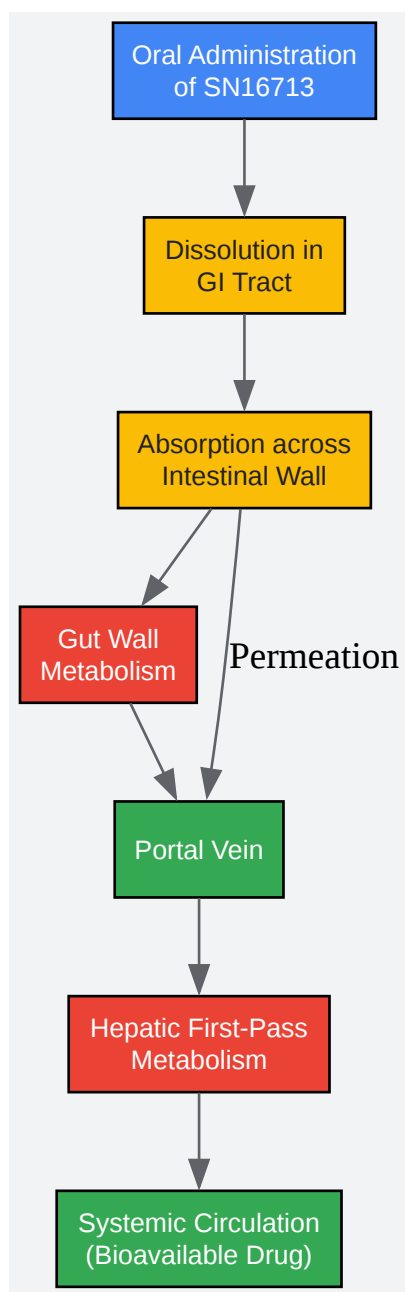 Oral Administration
of SN16713
Dissolution in
GI Tract
Absorption across
Intestinal Wall
Gut Wall
Metabolism
Permeation
Portal Vein
Hepatic First-Pass
Metabolism
Systemic Circulation
(Bioavailable Drug)